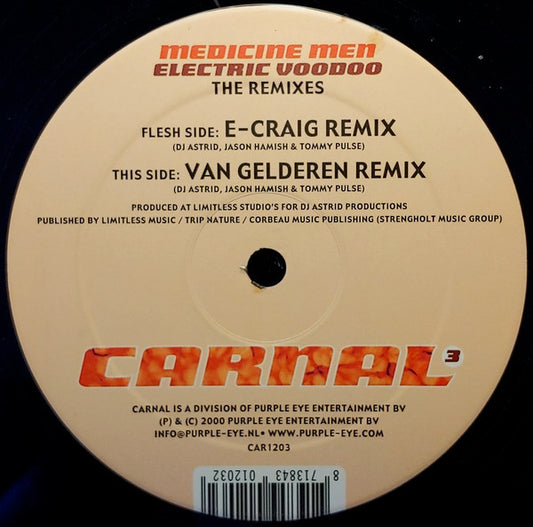 MEDICINE MEN
ELECTRIC VOODOO
THE REMIXES
FLESH SIDE: E-CRAIG REMIX
(DJ ASTRID, JASON HAMISH & TOMMY PULSE)
THIS SIDE: VAN GELDEREN REMIX
(DJ ASTRID, JASON HAMISH & TOMMY PULSE)
PRODUCED AT LIMITLESS STUDIO'S FOR DJ ASTRID PRODUCTIONS
PUBLISHED BY LIMITLESS MUSIC / TRIP NATURE / CORBEAU MUSIC PUBLISHING (STRENGHOLT MUSIC GROUP)
CARNAL 3
CARNAL IS A DIVISION OF PURPLE EYE ENTERTAINMENT BV
(P) & (C) 2000 PURPLE EYE ENTERTAINMENT BV
INFO@PURPLE-EYE.NL• WWW.PURPLE-EYE.COM
CAR1203
8 713843 012032